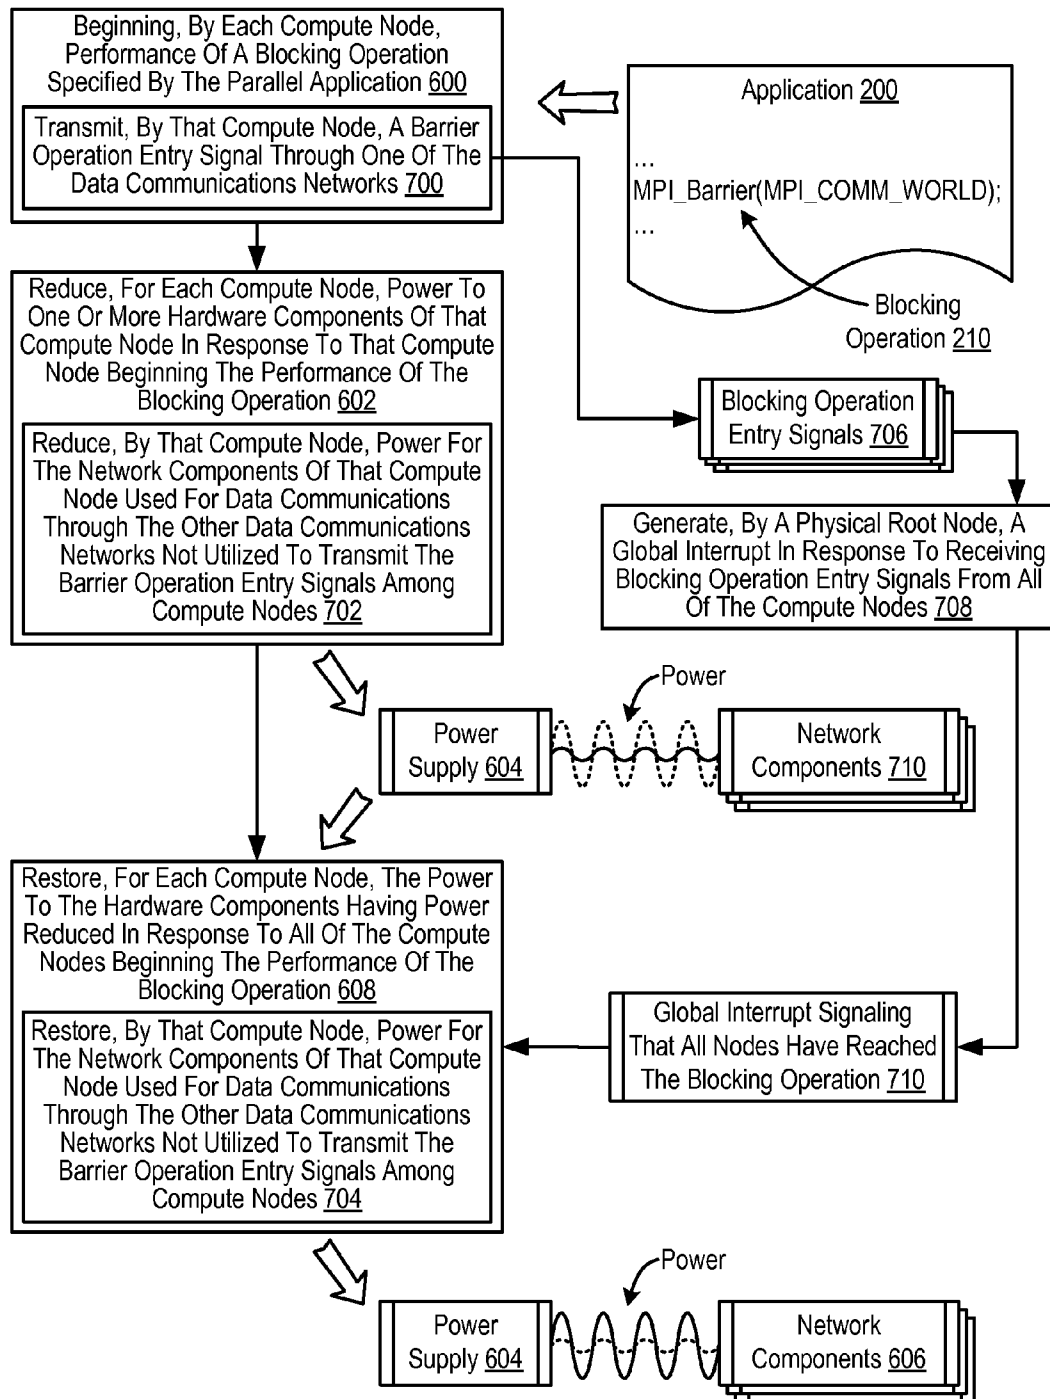 Beginning, By Each Compute Node,
Performance Of A Blocking Operation
Specified By The Parallel Application 600
Transmit, By That Compute Node, A Barrier
Operation Entry Signal Through One Of The
Data Communications Networks 700
Application 200
...
MPI_Barrier(MPI_COMM_WORLD);
...
Blocking
Operation 210
Reduce, For Each Compute Node, Power To
One Or More Hardware Components Of That
Compute Node In Response To That Compute
Node Beginning The Performance Of The
Blocking Operation 602
Reduce, By That Compute Node, Power For
The Network Components Of That Compute
Node Used For Data Communications
Through The Other Data Communications
Networks Not Utilized To Transmit The
Barrier Operation Entry Signals Among
Compute Nodes 702
Blocking Operation
Entry Signals 706
Generate, By A Physical Root Node, A
Global Interrupt In Response To Receiving
Blocking Operation Entry Signals From All
Of The Compute Nodes 708
Power
Power
Supply 604
Network
Components 710
Restore, For Each Compute Node, The Power
To The Hardware Components Having Power
Reduced In Response To All Of The Compute
Nodes Beginning The Performance Of The
Blocking Operation 608
Restore, By That Compute Node, Power For
The Network Components Of That Compute
Node Used For Data Communications
Through The Other Data Communications
Networks Not Utilized To Transmit The
Barrier Operation Entry Signals Among
Compute Nodes 704
Global Interrupt Signaling
That All Nodes Have Reached
The Blocking Operation 710
Power
Power
Supply 604
Network
Components 606